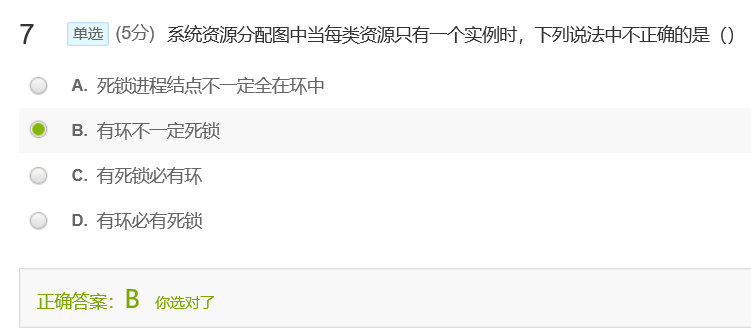 7 单选 (5分) 系统资源分配图中当每类资源只有一个实例时，下列说法中不正确的是（）
A. 死锁进程结点不一定全在环中
B. 有环不一定死锁
C. 有死锁必有环
D. 有环必有死锁
正确答案：B 你选对了